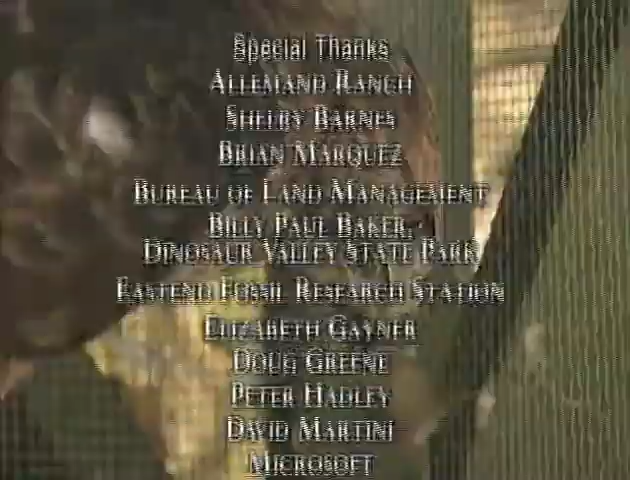 Special Thanks
ALLEMAND RANCH
SHELBY BARNES
BRIAN MARQUEZ
BUREAU OF LAND MANAGEMENT
BILLY PAUL BAKER,
DINOSAUR VALLEY STATE PARK
EASTEND FOSSIL RESEARCH STATION
ELIZABETH GAYNER
DOUG GREENE
PETER HADLEY
DAVID MARTINI
MICROSOFT